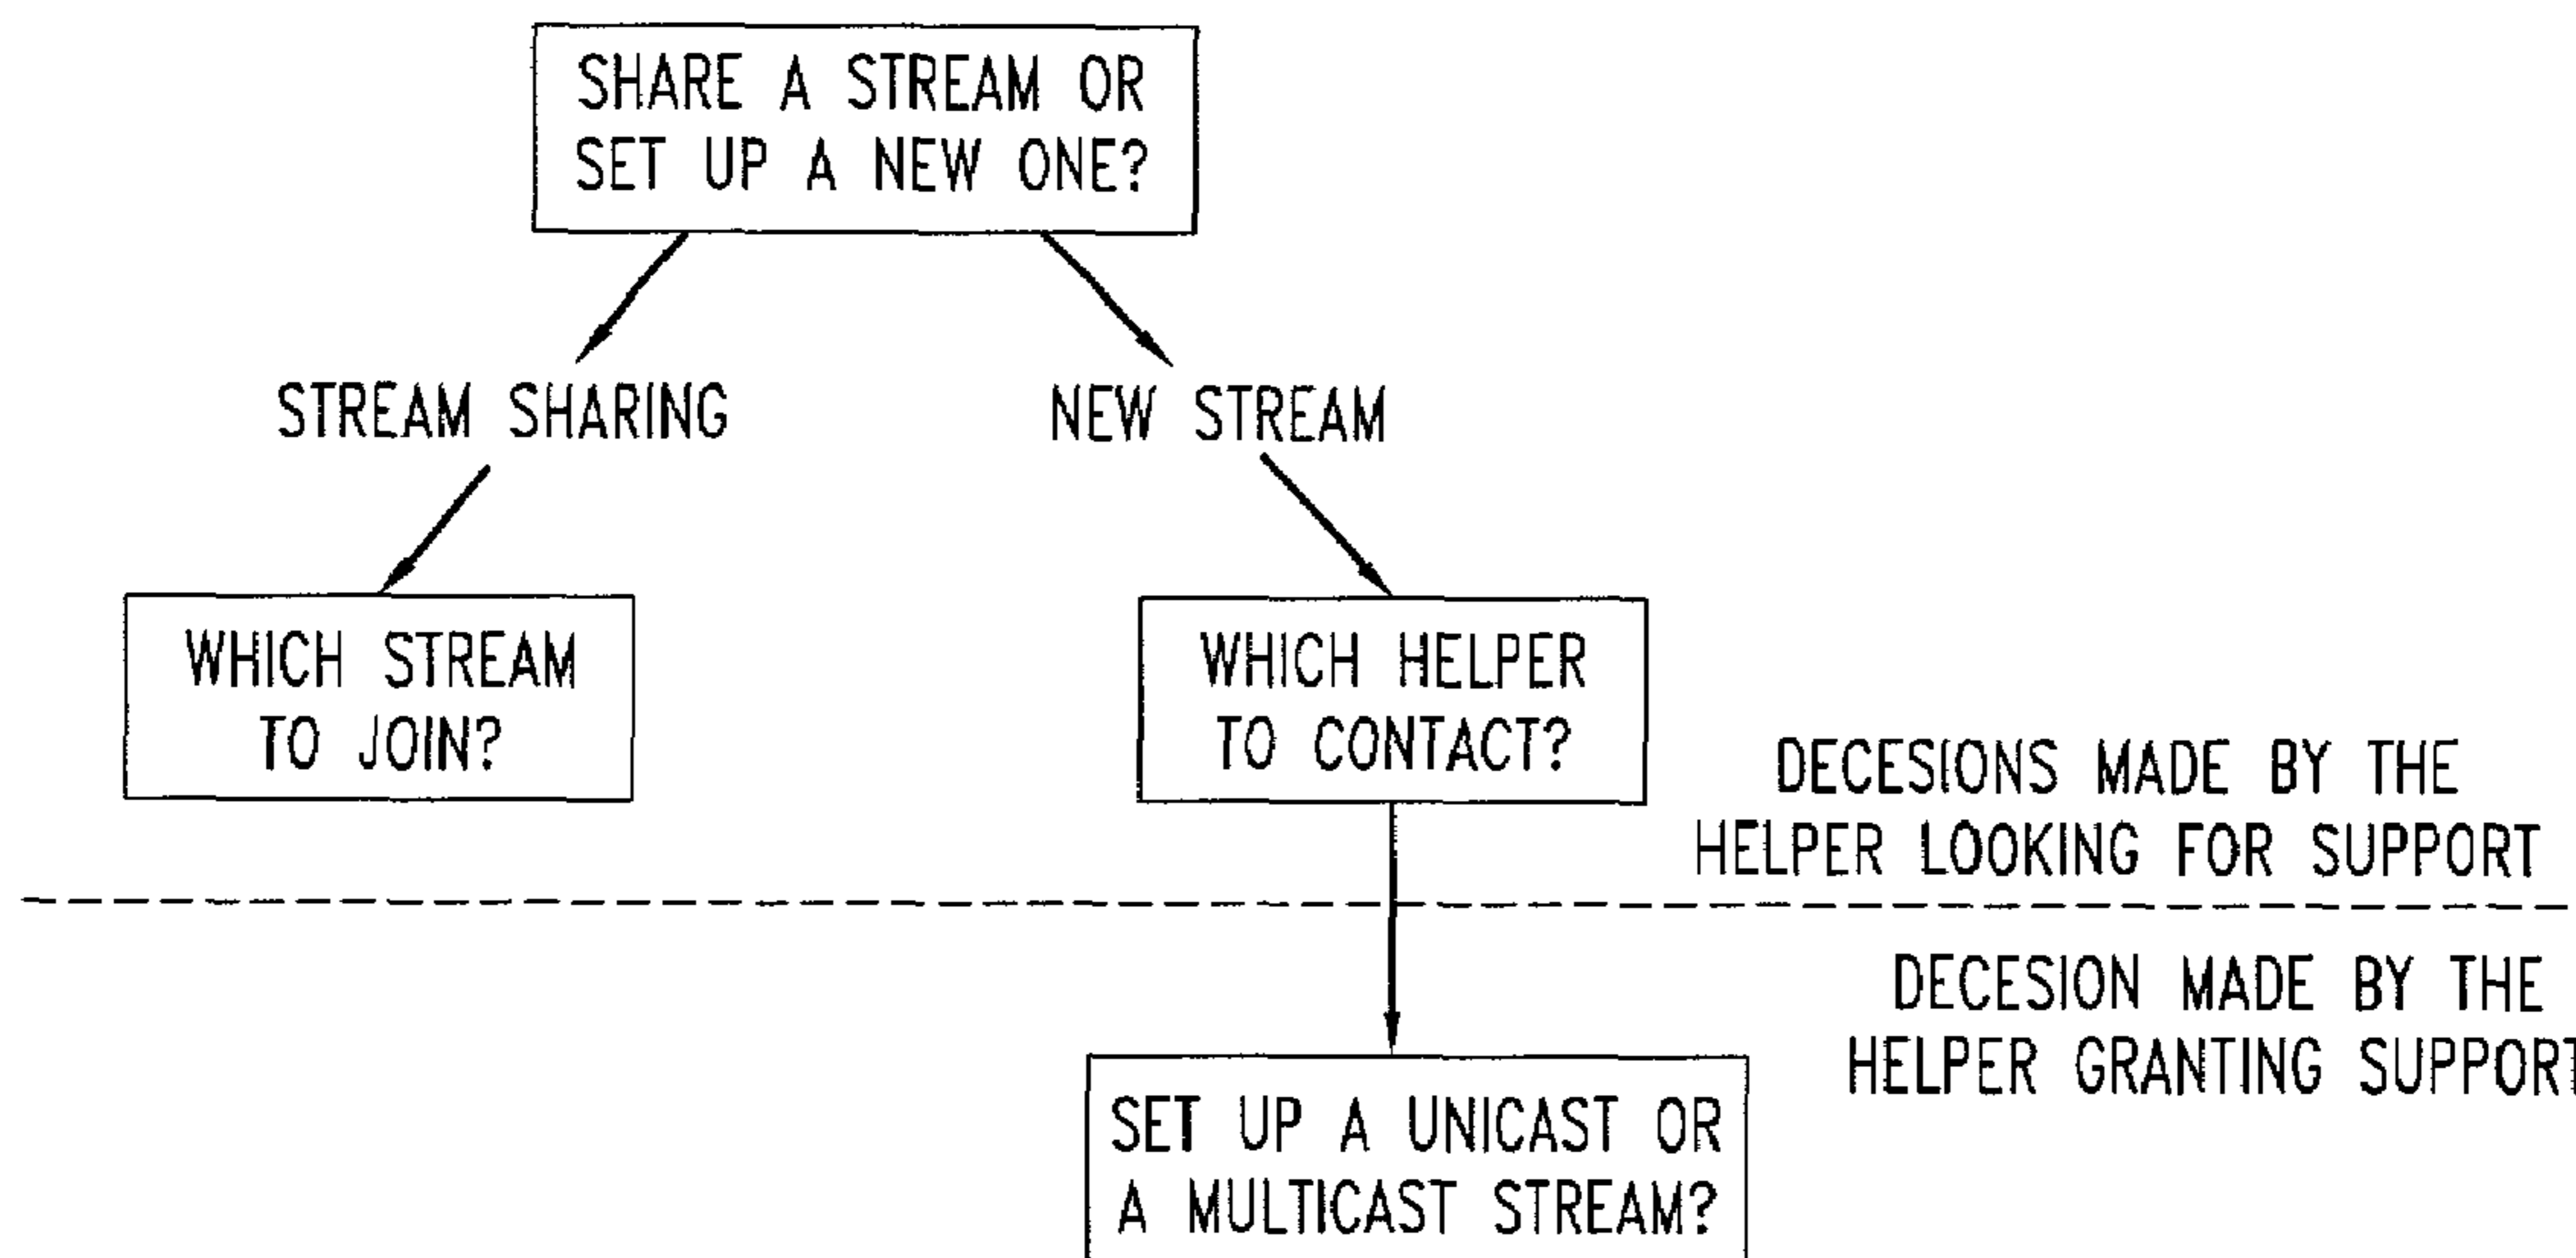 SHARE A STREAM OR
SET UP A NEW ONE?
STREAM SHARING
NEW STREAM
WHICH STREAM
TO JOIN?
WHICH HELPER
TO CONTACT?
DECESIONS MADE BY THE
HELPER LOOKING FOR SUPPORT
DECESION MADE BY THE
HELPER GRANTING SUPPORT
SET UP A UNICAST OR
A MULTICAST STREAM?